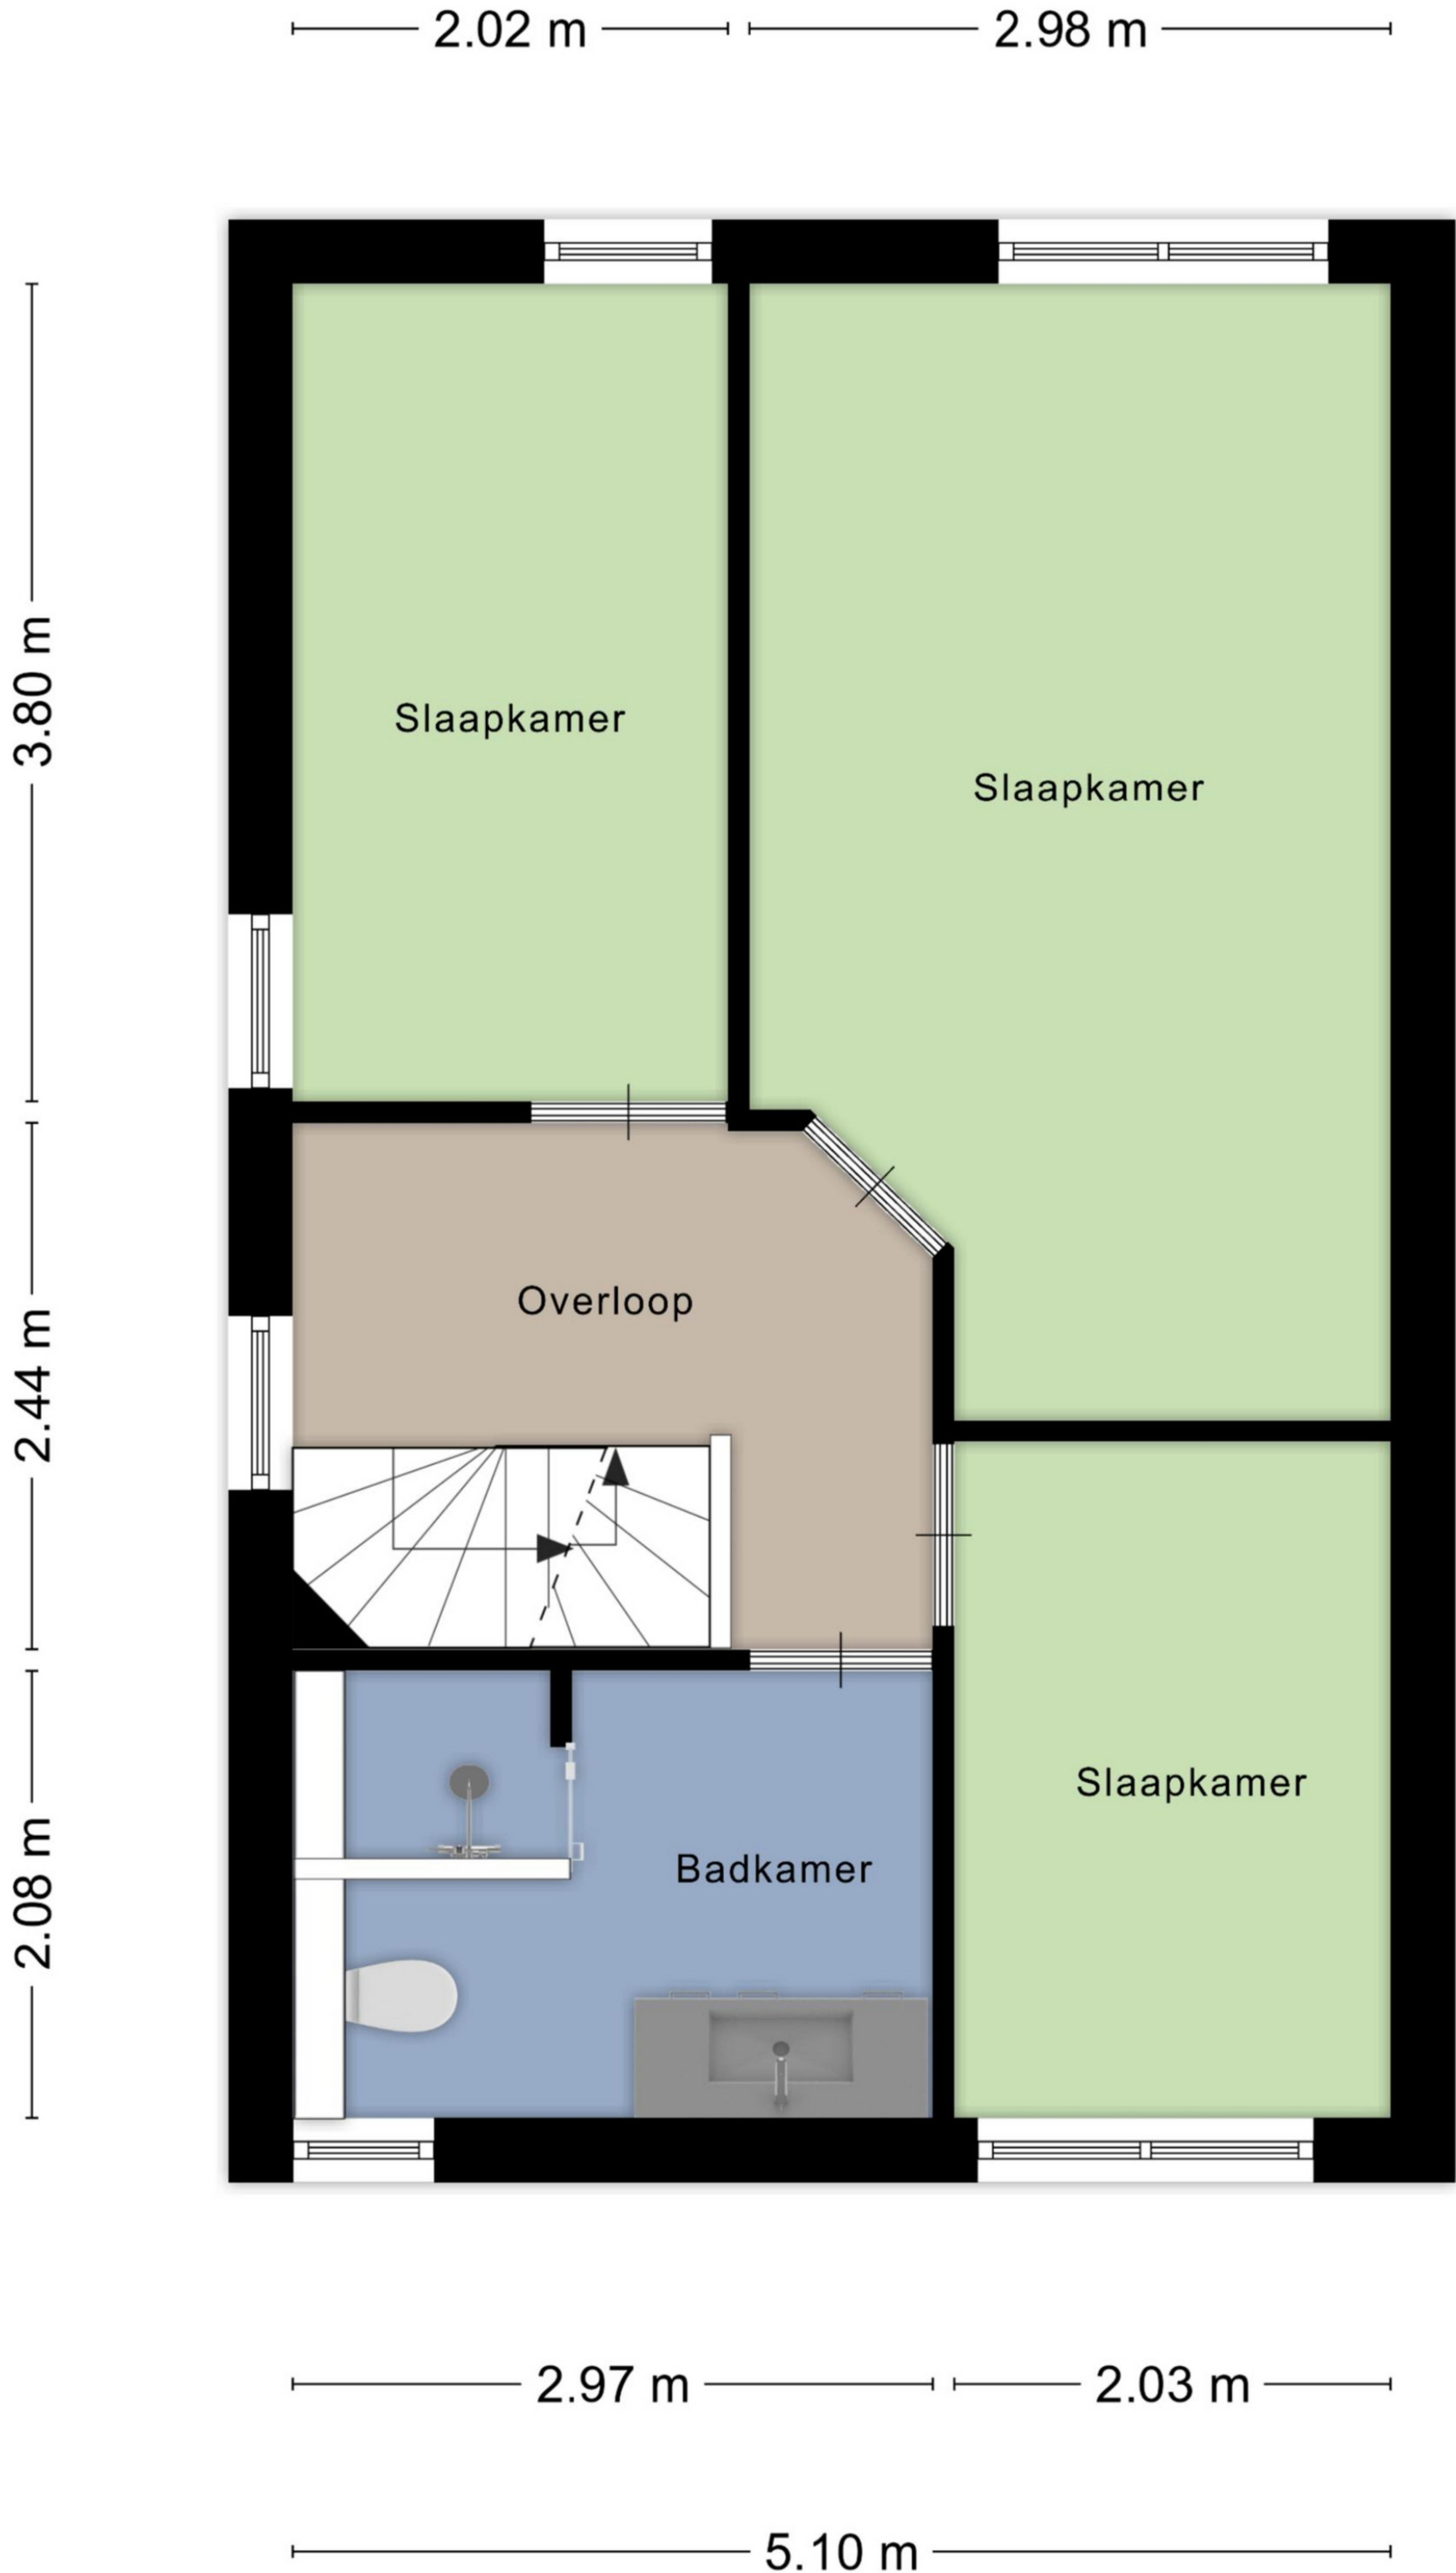 2.02 m
2.98 m
3.80 m
Slaapkamer
Slaapkamer
Overloop
2.44 m
Slaapkamer
Badkamer
2.08 m
2.97 m
2.03 m
5.10 m